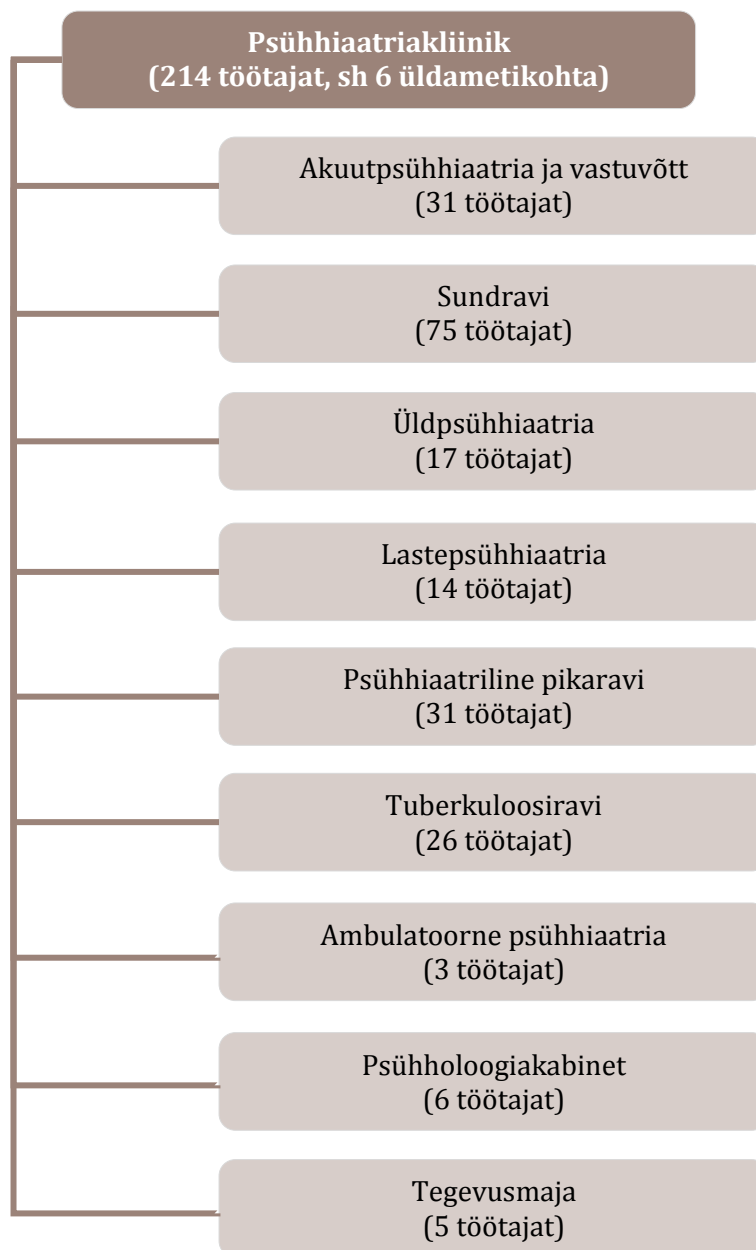 Psühhiaatriakliinik
(214 töötajat, sh 6 üldametikohta)
Akuutpsühhiaatria ja vastuvõtt
(31 töötajat)
Sundravi
(75 töötajat)
Üldpsühhiaatria
(17 töötajat)
Lastepsühhiaatria
(14 töötajat)
Psühhiaatriline pikaravi
(31 töötajat)
Tuberkuloosiravi
(26 töötajat)
Ambulatoorne psühhiaatria
(3 töötajat)
Psühholoogiakabinet
(6 töötajat)
Tegevusmaja
(5 töötajat)